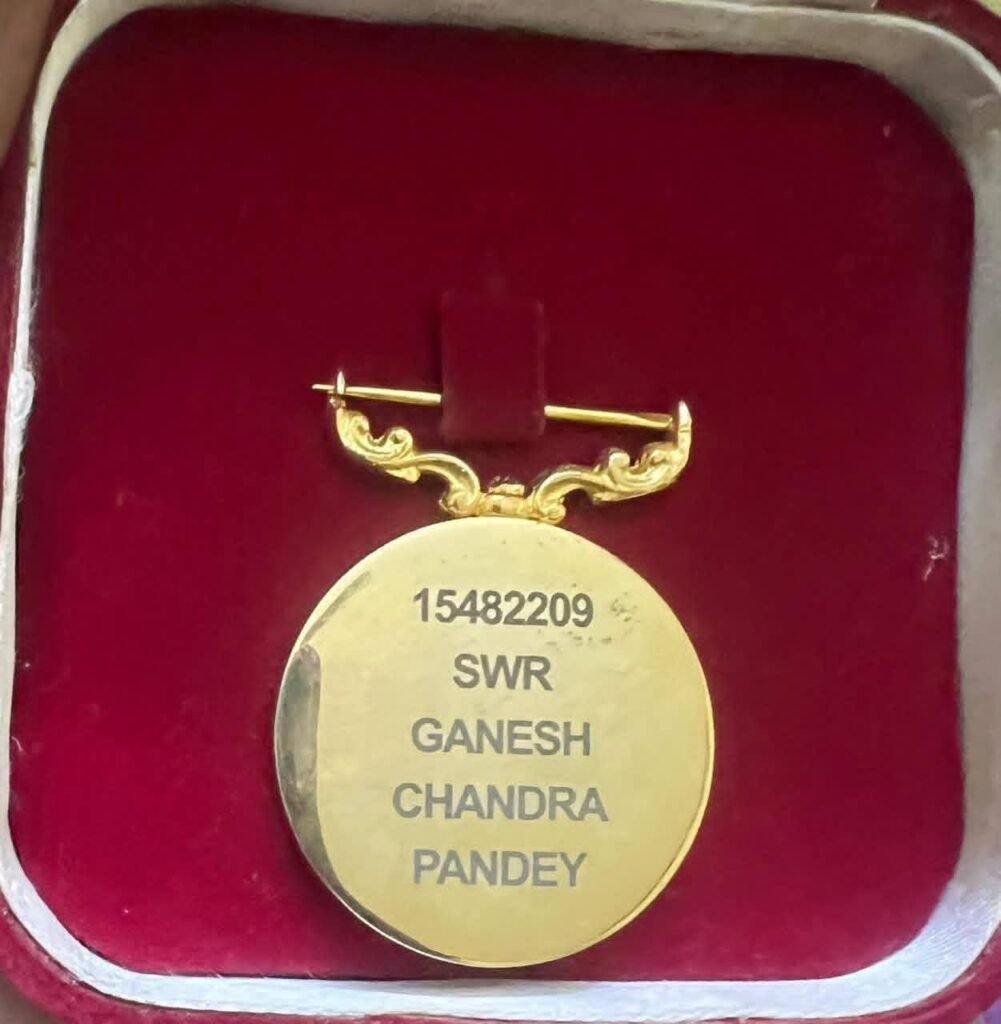 15482209
SWR
GANESH
CHANDRA
PANDEY